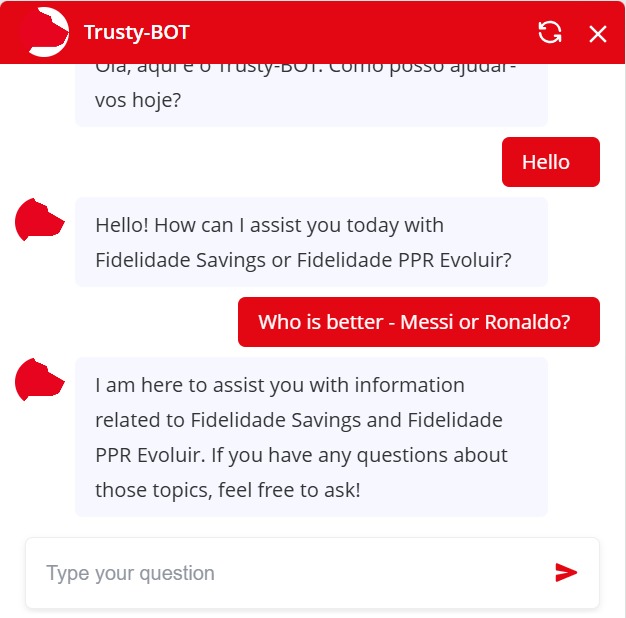 Trusty-BOT
Olá, aqui é o Trusty-BOT. Como posso ajudar-
vos hoje?
Hello
Hello! How can I assist you today with
Fidelidade Savings or Fidelidade PPR Evoluir?
Who is better - Messi or Ronaldo?
I am here to assist you with information
related to Fidelidade Savings and Fidelidade
PPR Evoluir. If you have any questions about
those topics, feel free to ask!
Type your question